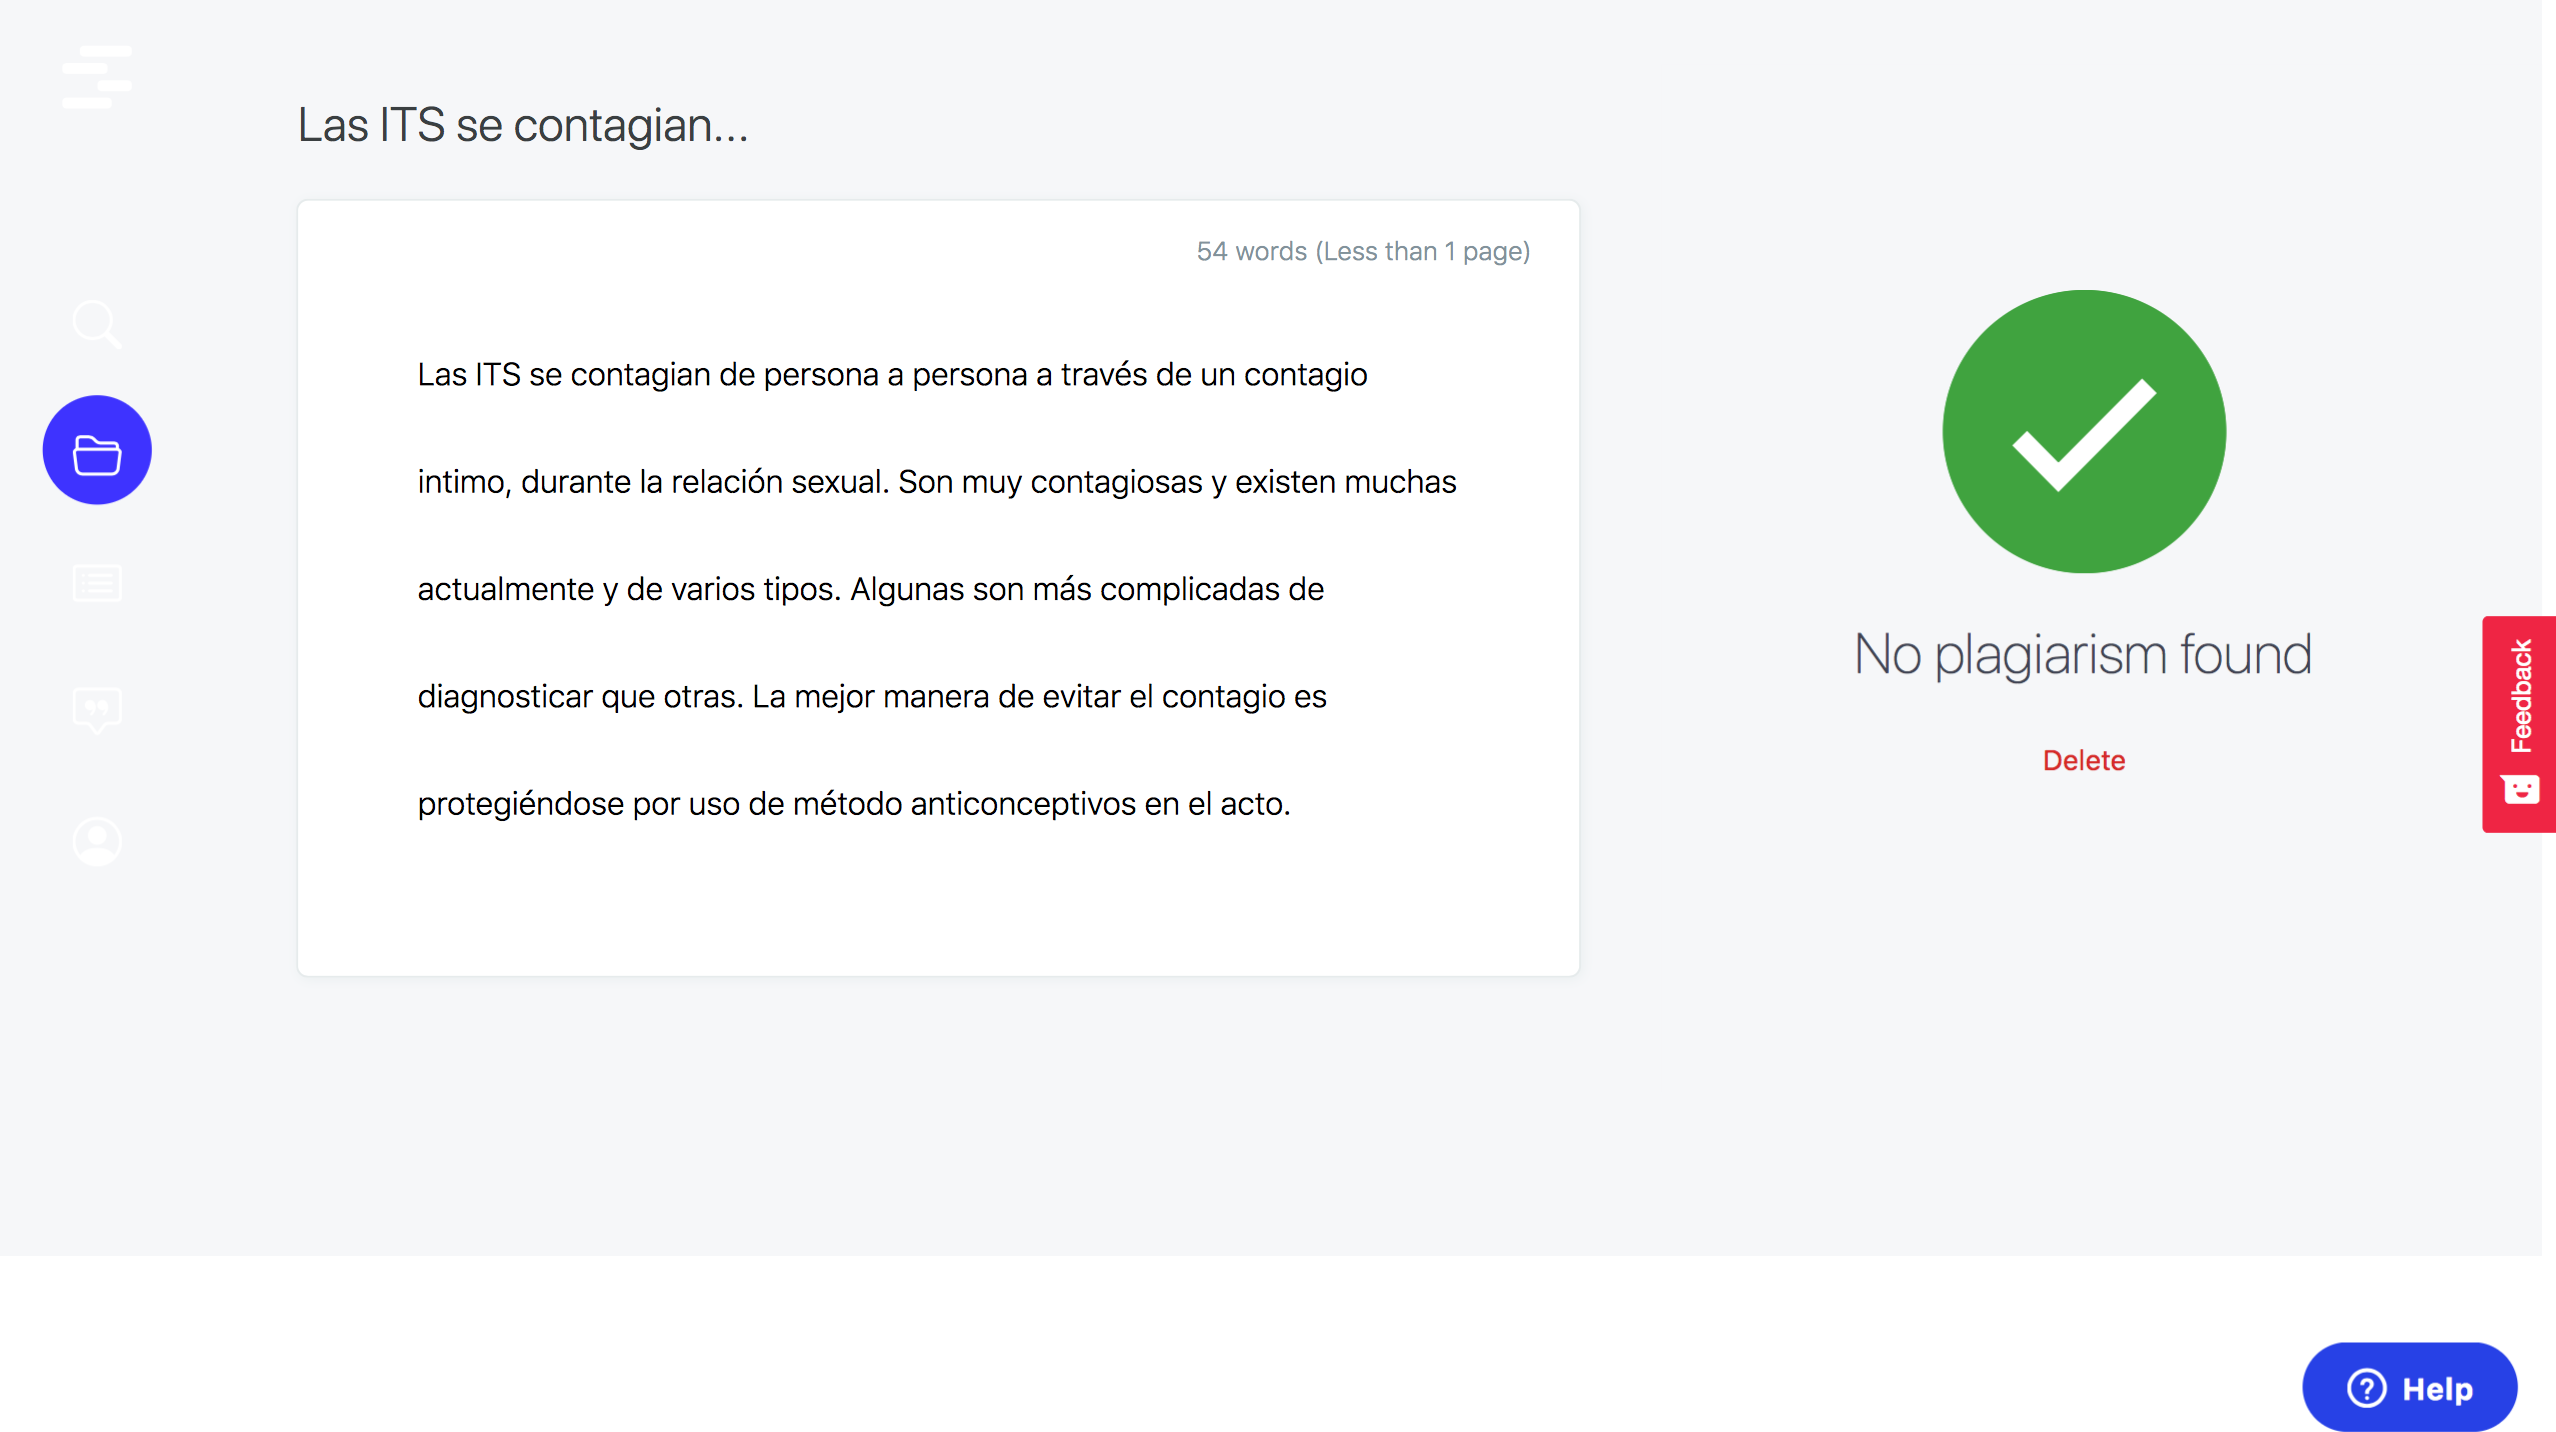 Las ITS se contagian...
54 words (Less than 1 page)
Las ITS se contagian de persona a persona a través de un contagio
intimo, durante la relación sexual. Son muy contagiosas y existen muchas
actualmente y de varios tipos. Algunas son más complicadas de
diagnosticar que otras. La mejor manera de evitar el contagio es
protegiéndose por uso de método anticonceptivos en el acto.
No plagiarism found
Delete
Feedback
Help